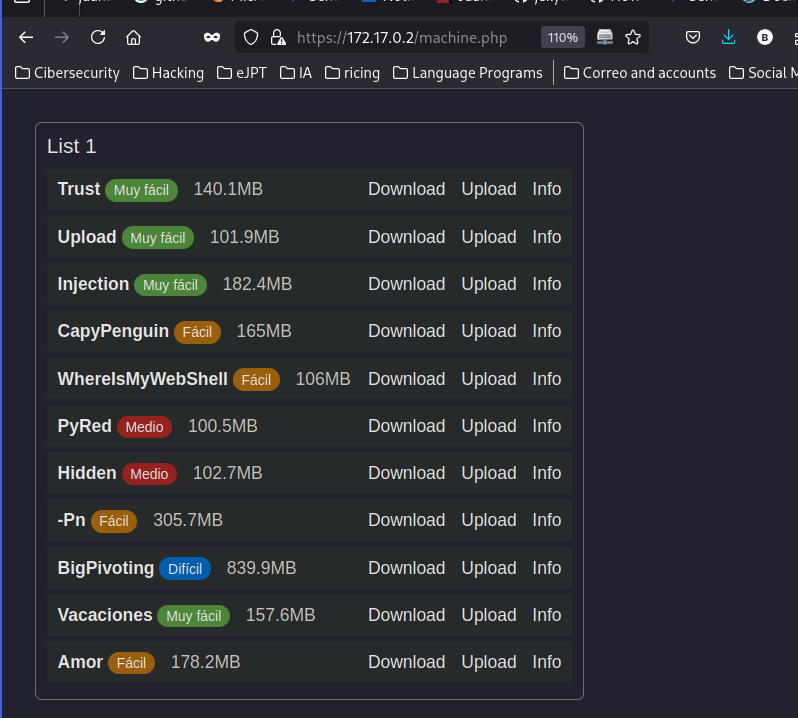 https://172.17.0.2/machine.php 110% B
Cibersecurity Hacking eJPT IA ricing Language Programs Correo and accounts Social M
List 1
Trust Muy fácil 140.1MB Download Upload Info
Upload Muy fácil 101.9MB Download Upload Info
Injection Muy fácil 182.4MB Download Upload Info
CapyPenguin Fácil 165MB Download Upload Info
WhereIsMyWebShell Fácil 106MB Download Upload Info
PyRed Medio 100.5MB Download Upload Info
Hidden Medio 102.7MB Download Upload Info
-Pn Fácil 305.7MB Download Upload Info
BigPivoting Difícil 839.9MB Download Upload Info
Vacaciones Muy fácil 157.6MB Download Upload Info
Amor Fácil 178.2MB Download Upload Info